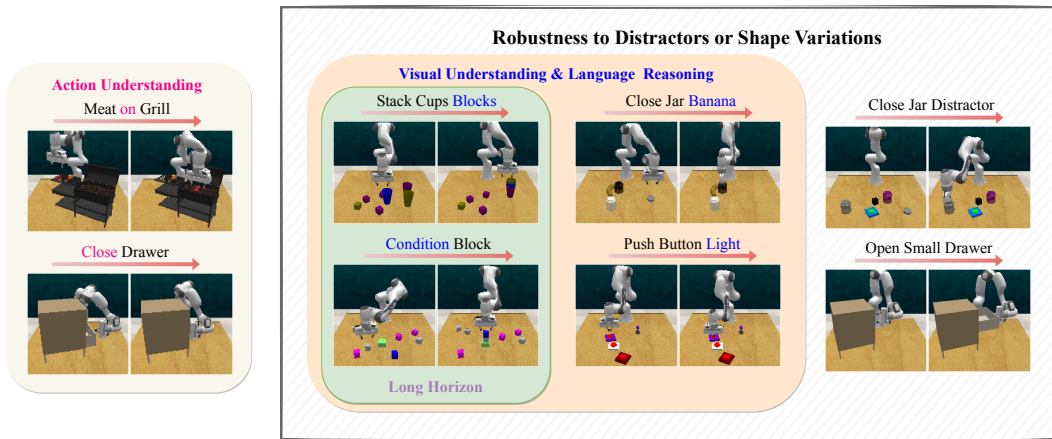 Robustness to Distractors or Shape Variations
Action Understanding
Meat on Grill
Close Drawer
Visual Understanding & Language Reasoning
Stack Cups Blocks
Close Jar Banana
Close Jar Distractor
Condition Block
Push Button Light
Open Small Drawer
Long Horizon